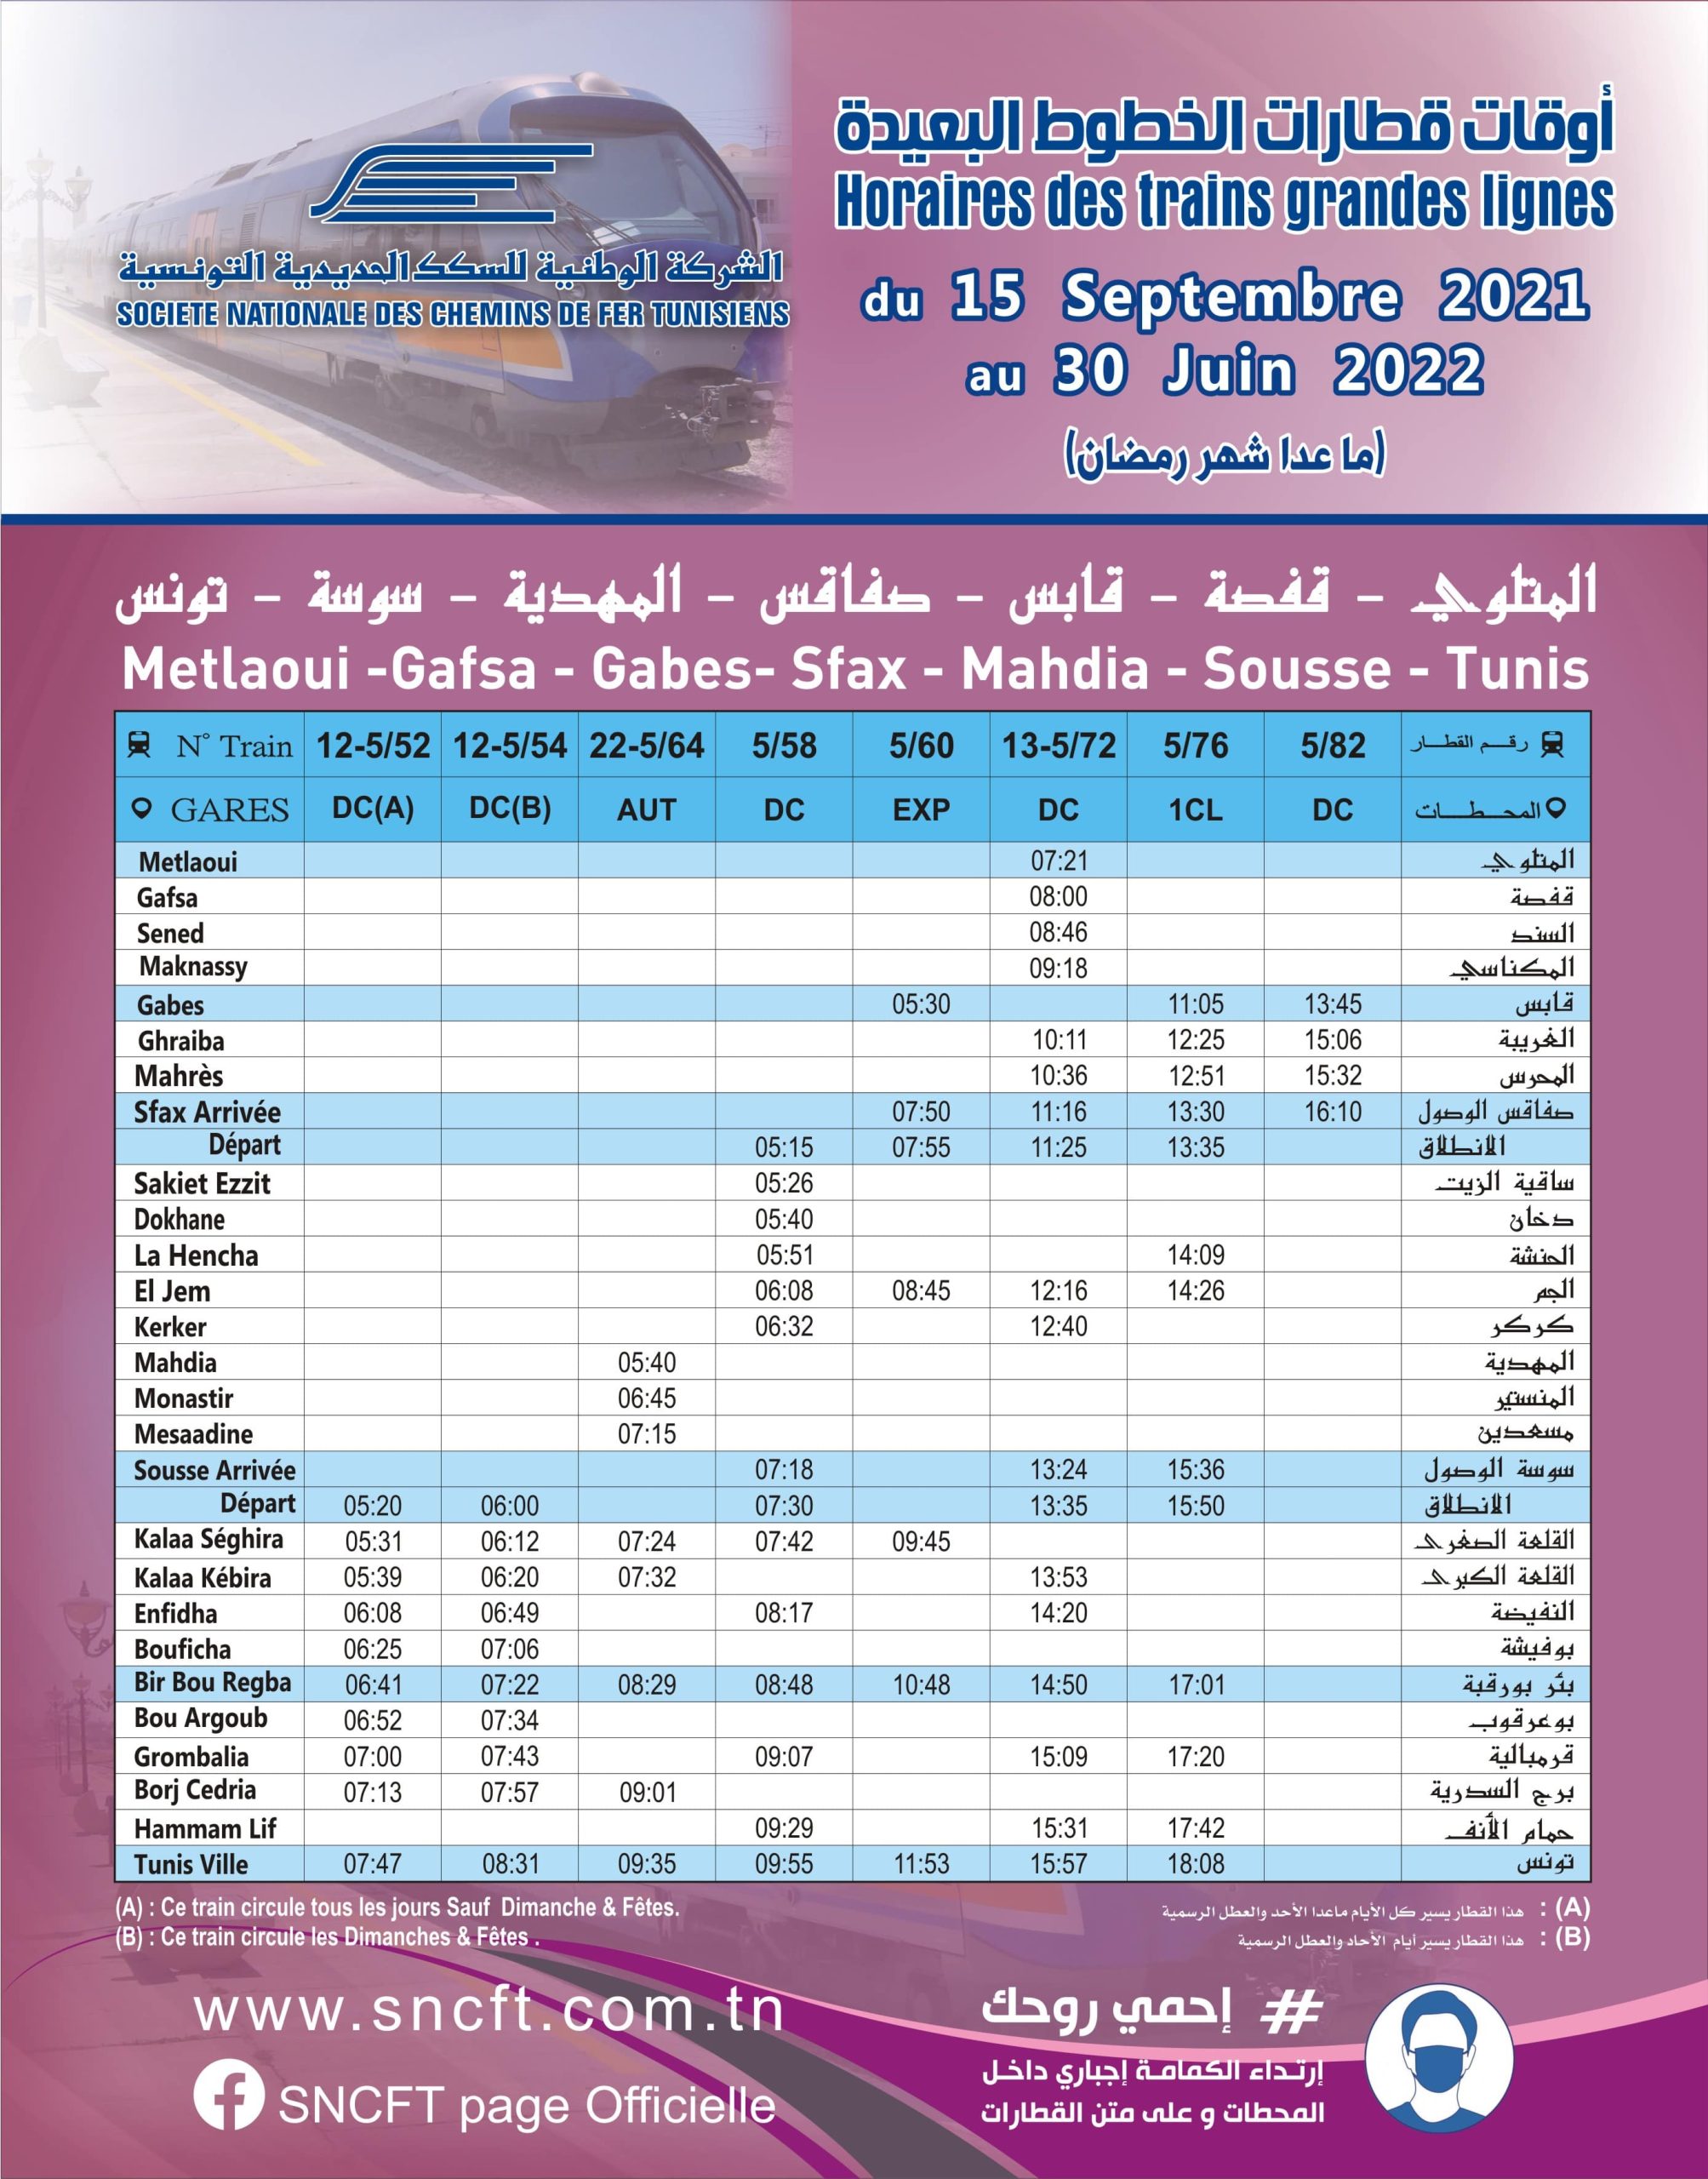 أوقات قطارات الخطوط البعيدة
Horaires des trains grandes lignes
du 15 Septembre 2021
au 30 Juin 2022
(ما عدا شهر رمضان)
الشركة الوطنية للسكك الحديدية التونسية
SOCIETE NATIONALE DES CHEMINS DE FER TUNISIENS
المتلوي - قفصة - قابس - صفاقس - المهدية - سوسة - تونس
Metlaoui -Gafsa - Gabes- Sfax - Mahdia - Sousse - Tunis
N° Train 12-5/52 12-5/54 22-5/64 5/58 5/60 13-5/72 5/76 5/82 رقم القطار
GARES DC(A) DC(B) AUT DC EXP DC 1CL DC المحطات
Metlaoui 07:21 المتلوي
Gafsa 08:00 قفصة
Sened 08:46 السند
Maknassy 09:18 المكناسي
Gabes 05:30 11:05 13:45 قابس
Ghraiba 10:11 12:25 15:06 الغريبة
Mahrès 10:36 12:51 15:32 المحرس
Sfax Arrivée 07:50 11:16 13:30 16:10 صفاقس الوصول
Départ 05:15 07:55 11:25 13:35 الانطلاق
Sakiet Ezzit 05:26 ساقية الزيت
Dokhane 05:40 دخان
La Hencha 05:51 14:09 الحنشة
El Jem 06:08 08:45 12:16 14:26 الجم
Kerker 06:32 12:40 كركر
Mahdia 05:40 المهدية
Monastir 06:45 المنستير
Mesaadine 07:15 مسعدين
Sousse Arrivée 07:18 13:24 15:36 سوسة الوصول
Départ 05:20 06:00 07:30 13:35 15:50 الانطلاق
Kalaa Séghira 05:31 06:12 07:24 07:42 09:45 القلعة الصغرى
Kalaa Kébira 05:39 06:20 07:32 13:53 القلعة الكبرى
Enfidha 06:08 06:49 08:17 14:20 النفيضة
Bouficha 06:25 07:06 بوفيشة
Bir Bou Regba 06:41 07:22 08:29 08:48 10:48 14:50 17:01 بئر بورقبة
Bou Argoub 06:52 07:34 بوعرقوب
Grombalia 07:00 07:43 09:07 15:09 17:20 قرمبالية
Borj Cedria 07:13 07:57 09:01 برج السدرية
Hammam Lif 09:29 15:31 17:42 حمام الأنف
Tunis Ville 07:47 08:31 09:35 09:55 11:53 15:57 18:08 تونس
(A) : Ce train circule tous les jours Sauf Dimanche & Fêtes.
(B) : Ce train circule les Dimanches & Fêtes .
(A) : هذا القطار يسير كل الأيام ماعدا الأحد والعطل الرسمية
(B) : هذا القطار يسير أيام الأحاد والعطل الرسمية
www.sncft.com.tn
SNCFT page Officielle
# إحمي روحك
إرتداء الكمامة إجباري داخل
المحطات و على متن القطارات